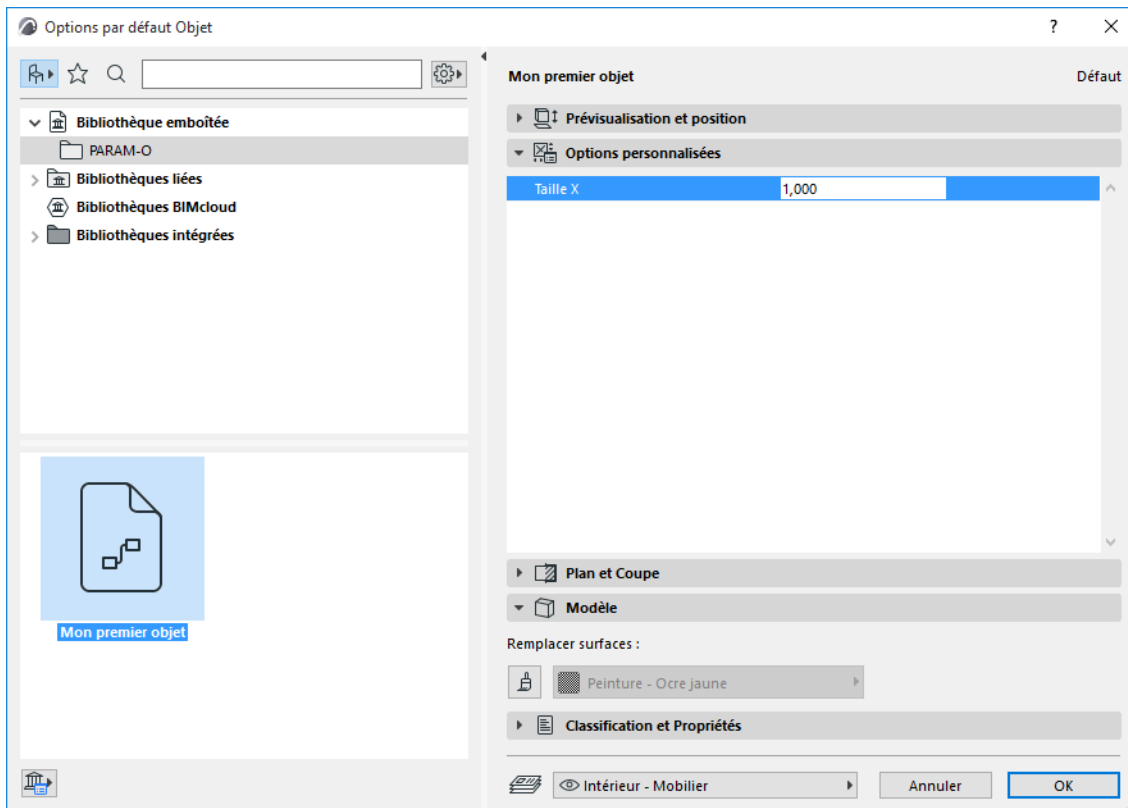 Options par défaut Objet
?
Bibliothèque emboîtée
PARAM-O
Bibliothèques liées
Bibliothèques BIMcloud
Bibliothèques intégrées
Mon premier objet
Mon premier objet
Défaut
Prévisualisation et position
Options personnalisées
Taille X
1,000
Plan et Coupe
Modèle
Remplacer surfaces :
Peinture - Ocre jaune
Classification et Propriétés
Intérieur - Mobilier
Annuler
OK